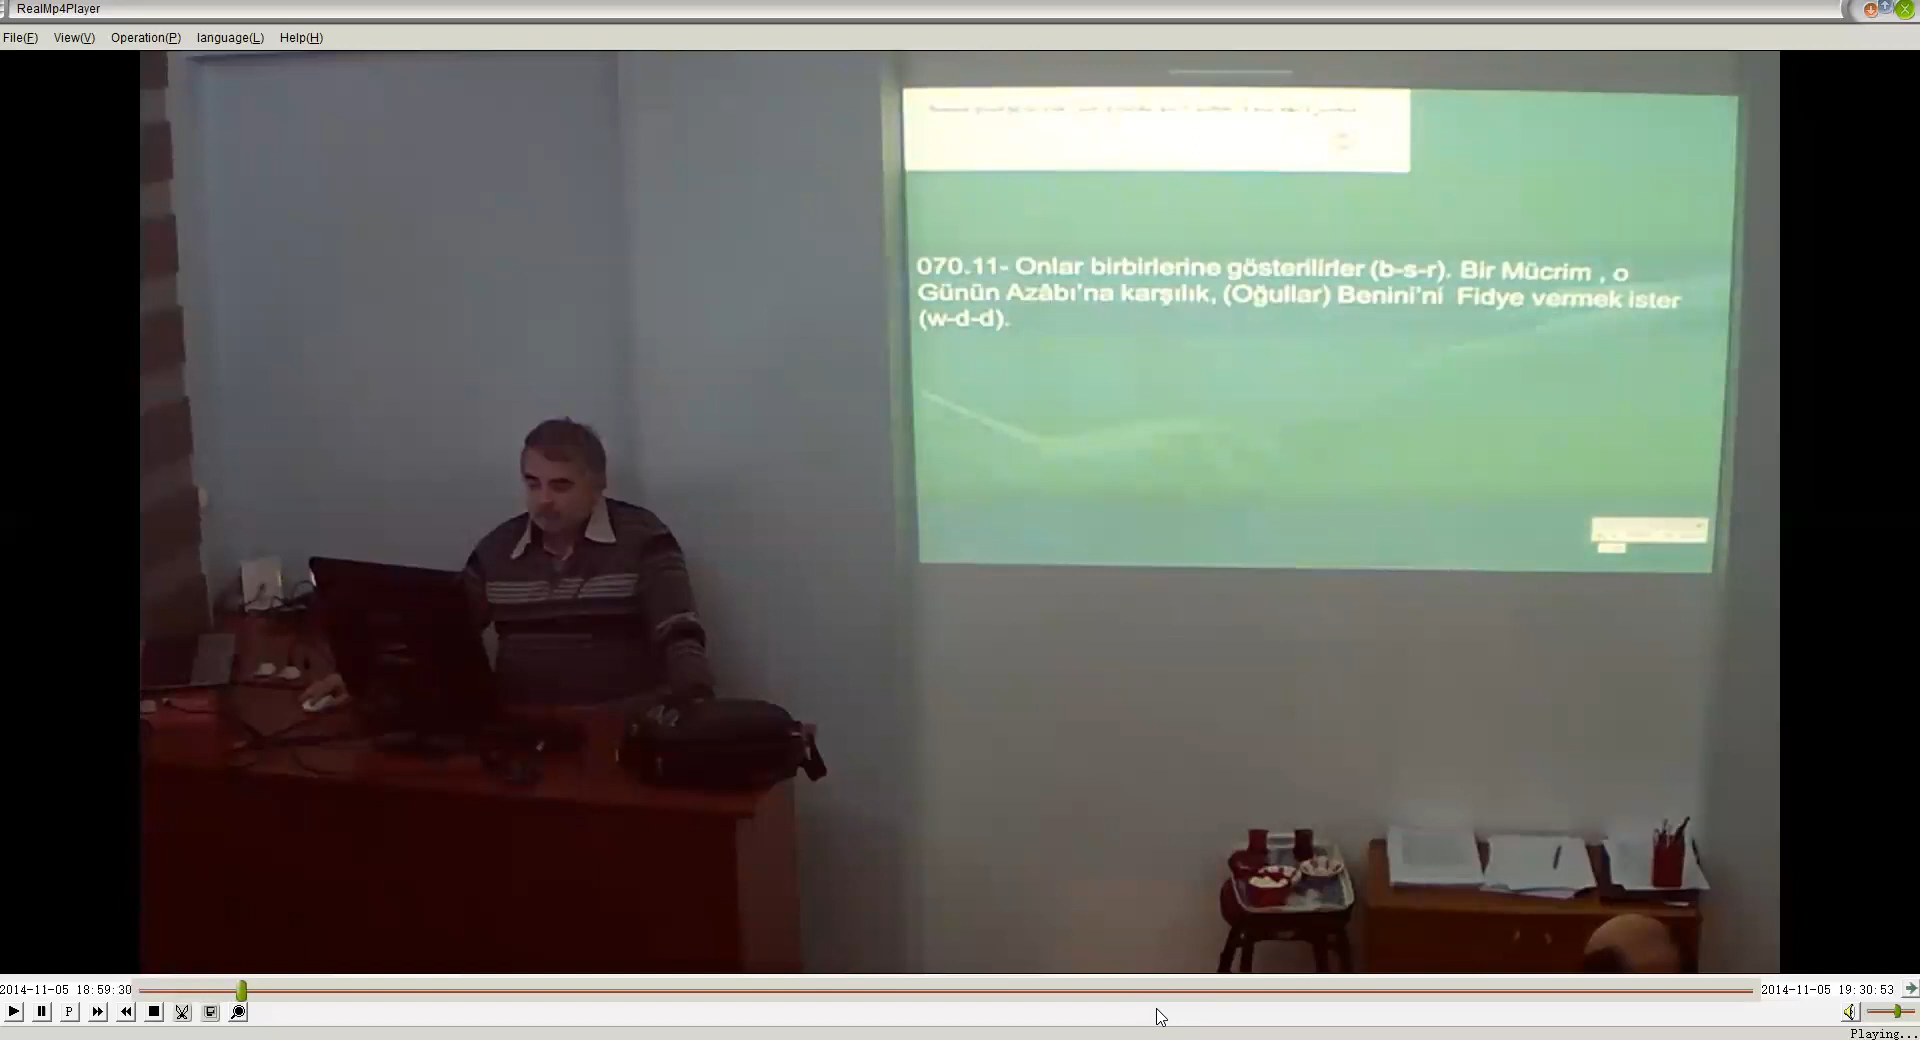 RealMp4Player
File(F) View(V) Operation(P) language(L) Help(H)
070.11- Onlar birbirlerine gösterilirler (b-s-r). Bir Mücrim , o
Günün Azâbı'na karşılık, (Oğullar) Benini'ni Fidye vermek ister
(w-d-d).
2014-11-05 18:59:30
2014-11-05 19:30:53
P
Playing...